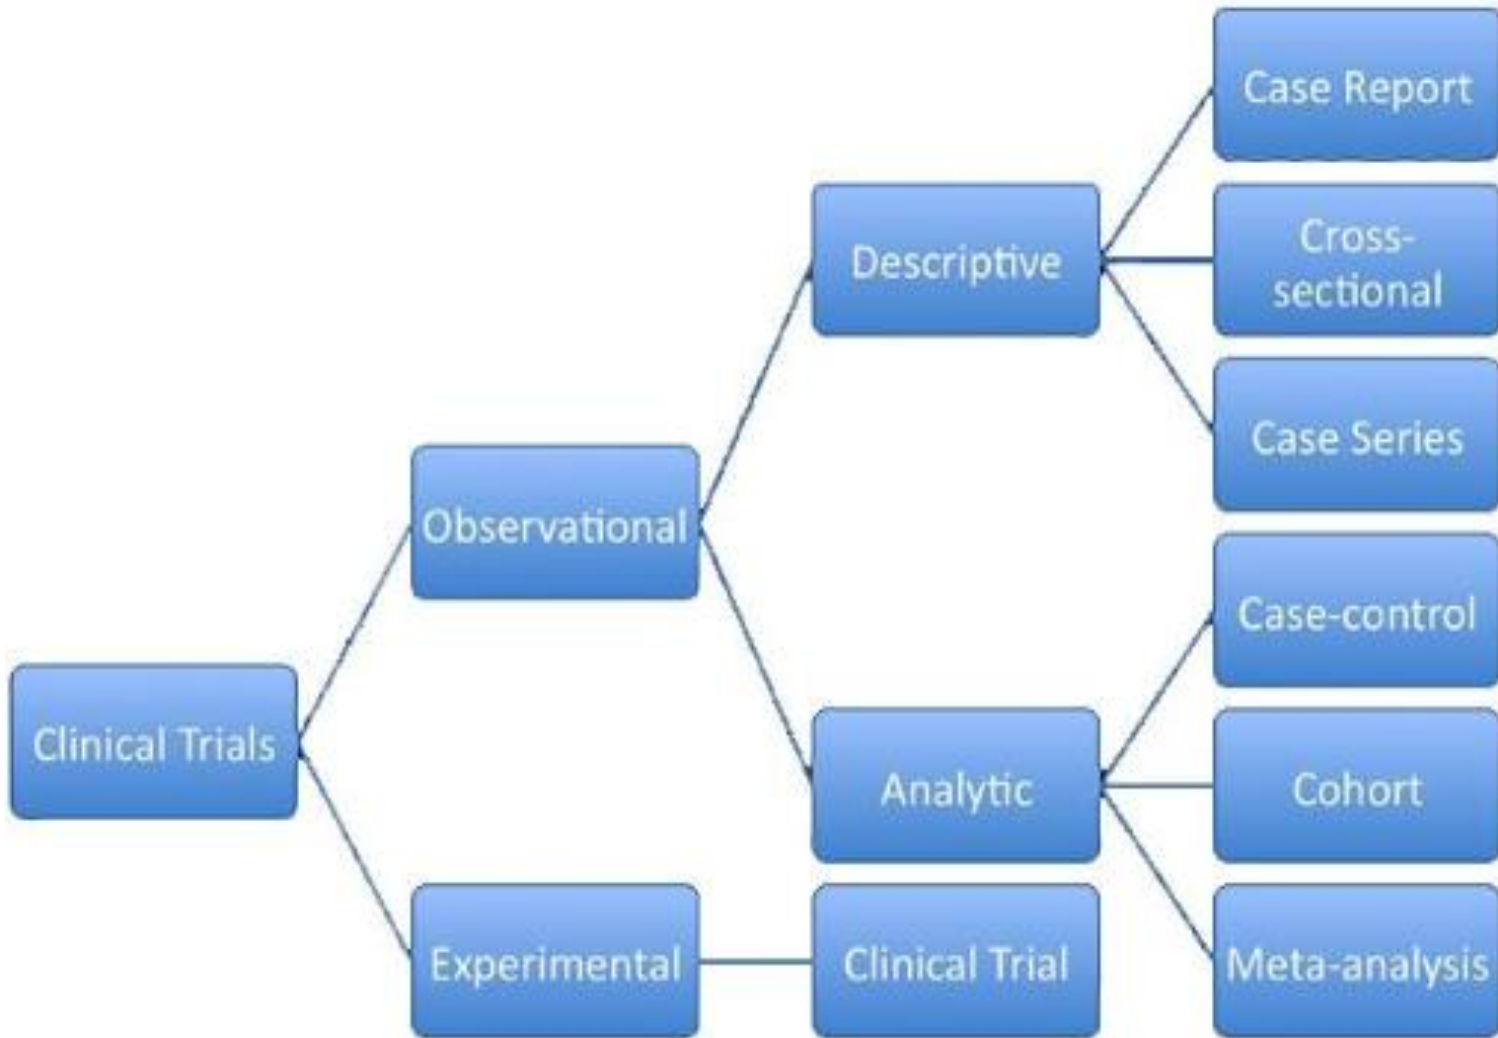 Case Report
Cross-
sectional
Descriptive
Case Series
Observational
Case-control
Clinical Trials
Analytic
Cohort
Experimental
Clinical Trial
Meta-analysis